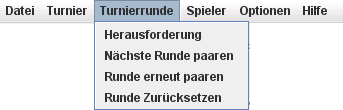 Datei Turnier Turnierrunde Spieler Optionen Hilfe
Herausforderung
Nächste Runde paaren
Runde erneut paaren
Runde Zurücksetzen